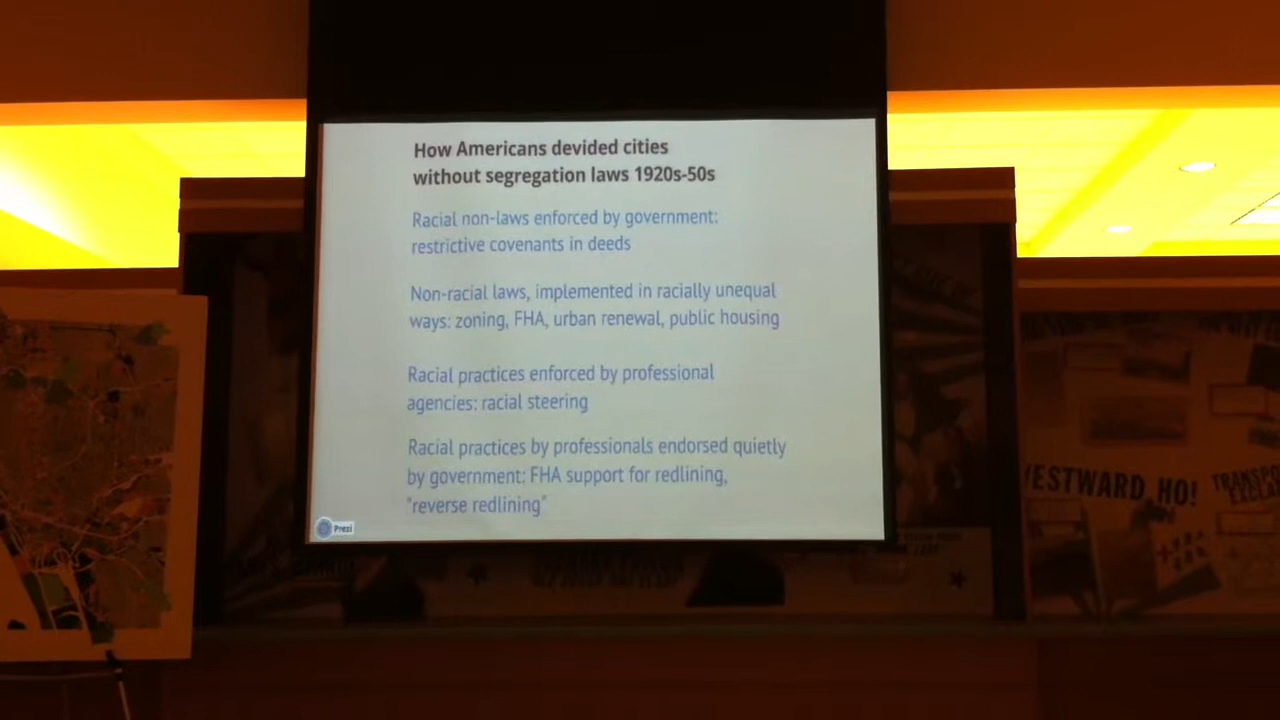 How Americans devided cities
without segregation laws 1920s-50s
Racial non-laws enforced by government:
restrictive covenants in deeds
Non-racial laws, implemented in racially unequal
ways: zoning, FHA, urban renewal, public housing
Racial practices enforced by professional
agencies: racial steering
Racial practices by professionals endorsed quietly
by government: FHA support for redlining,
"reverse redlining"
Prezi
ESTWARD HO!